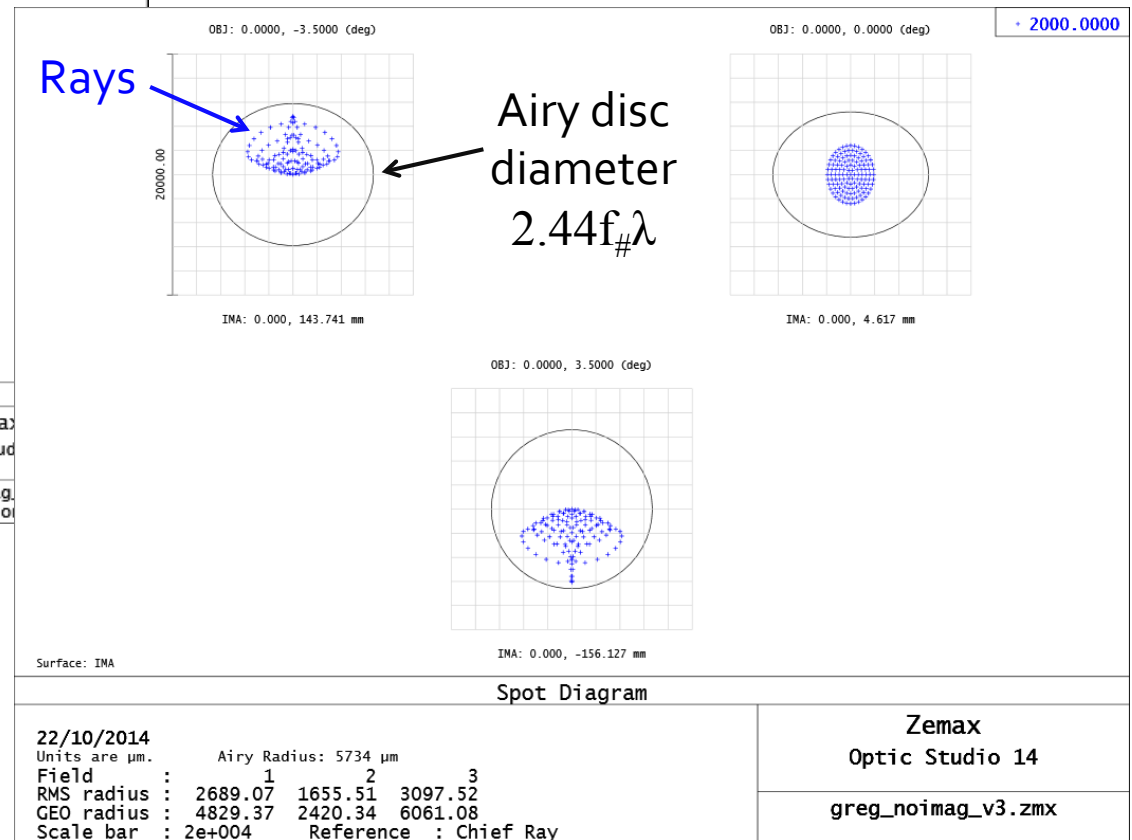 OBJ: 0.0000, -3.5000 (deg)
OBJ: 0.0000, 0.0000 (deg)
+ 2000.0000
Rays
Airy disc
diameter
2.44f#λ
20000.00
IMA: 0.000, 143.741 mm
IMA: 0.000, 4.617 mm
OBJ: 0.0000, 3.5000 (deg)
IMA: 0.000, -156.127 mm
Surface: IMA
Spot Diagram
22/10/2014
Units are µm. Airy Radius: 5734 µm
Field : 1 2 3
RMS radius : 2689.07 1655.51 3097.52
GEO radius : 4829.37 2420.34 6061.08
Scale bar : 2e+004 Reference : Chief Ray
Zemax
Optic Studio 14
greg_noimag_v3.zmx